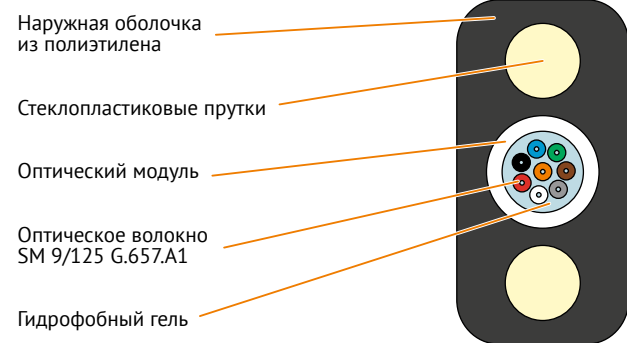 Наружная оболочка
из полиэтилена
Стеклопластиковые прутки
Оптический модуль
Оптическое волокно
SM 9/125 G.657.A1
Гидрофобный гель